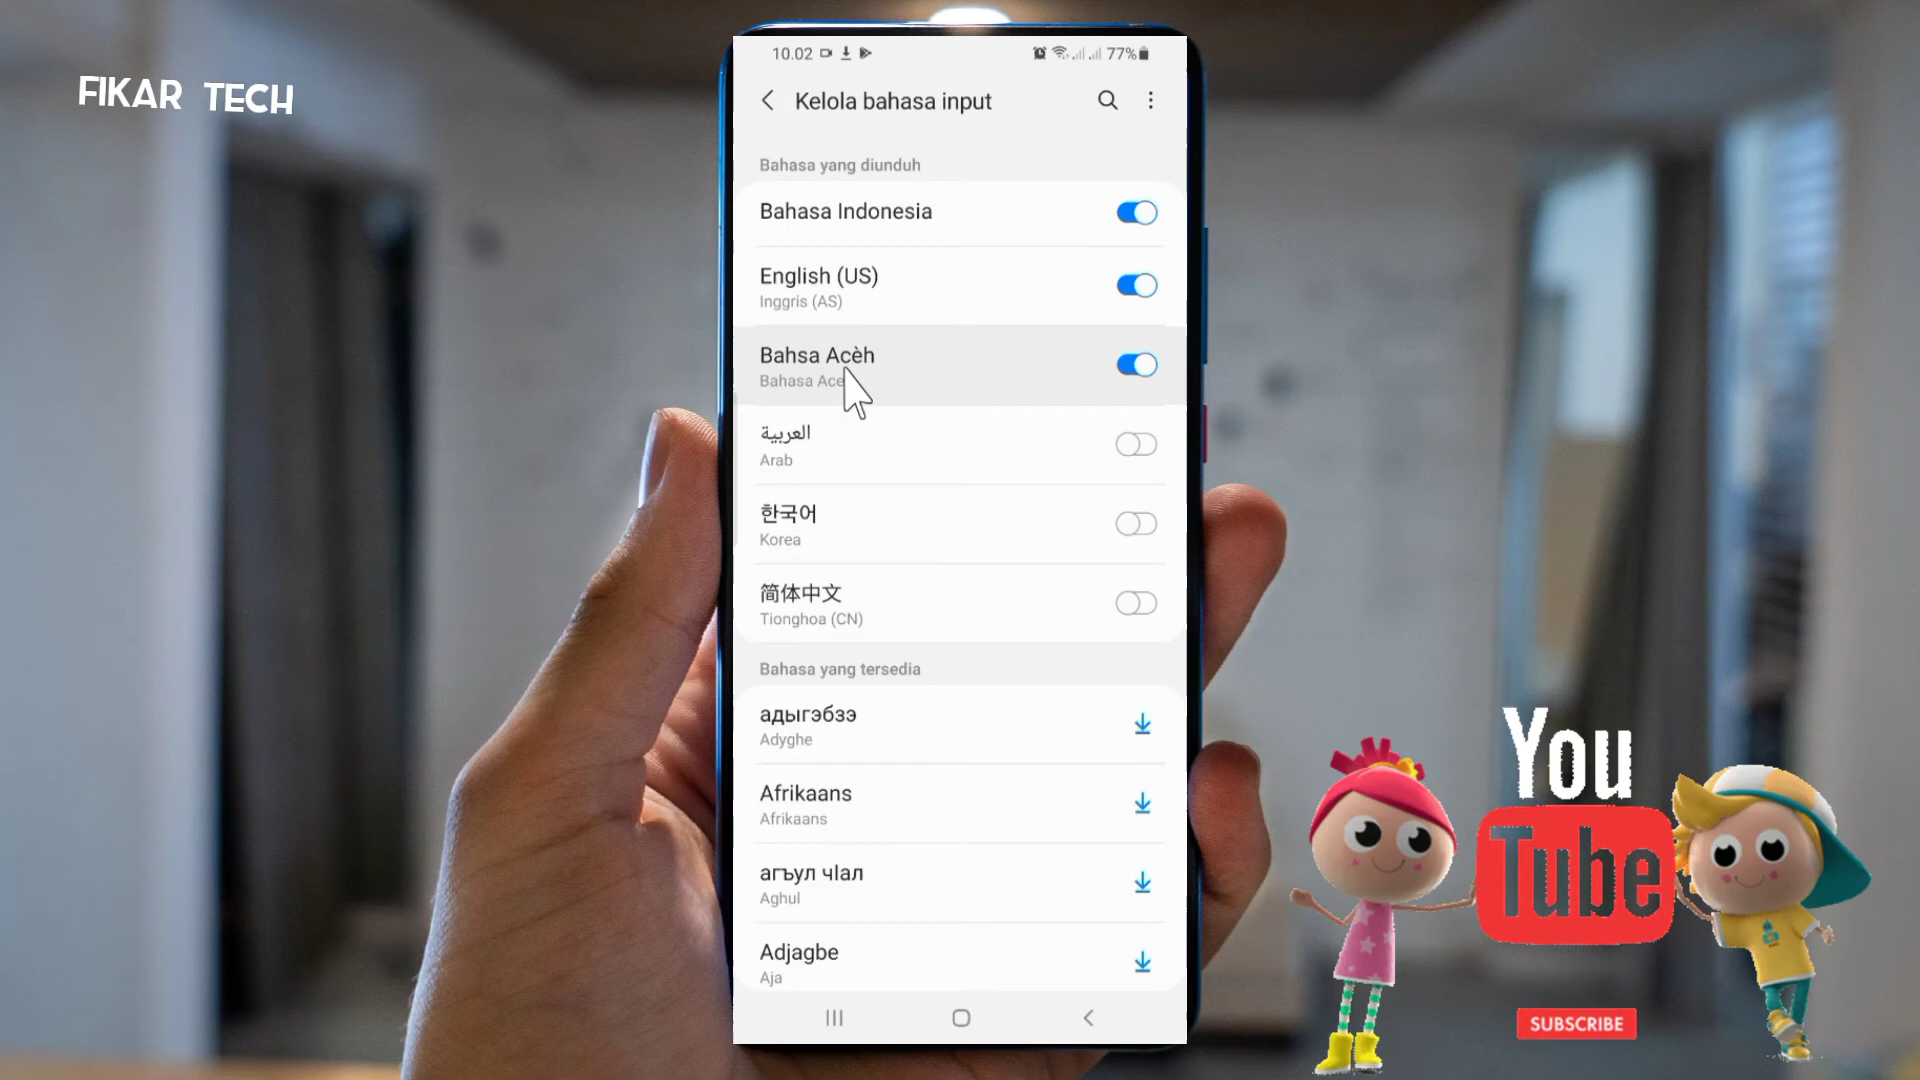 FIKAR TECH
10.02
77%
Kelola bahasa input
Bahasa yang diunduh
Bahasa Indonesia
English (US)
Inggris (AS)
Bahsa Acèh
Bahasa Ace
العربية
Arab
한국어
Korea
简体中文
Tionghoa (CN)
Bahasa yang tersedia
адыгэбзэ
Adyghe
Afrikaans
Afrikaans
агъул чӀал
Aghul
Adjagbe
Aja
You
Tube
SUBSCRIBE